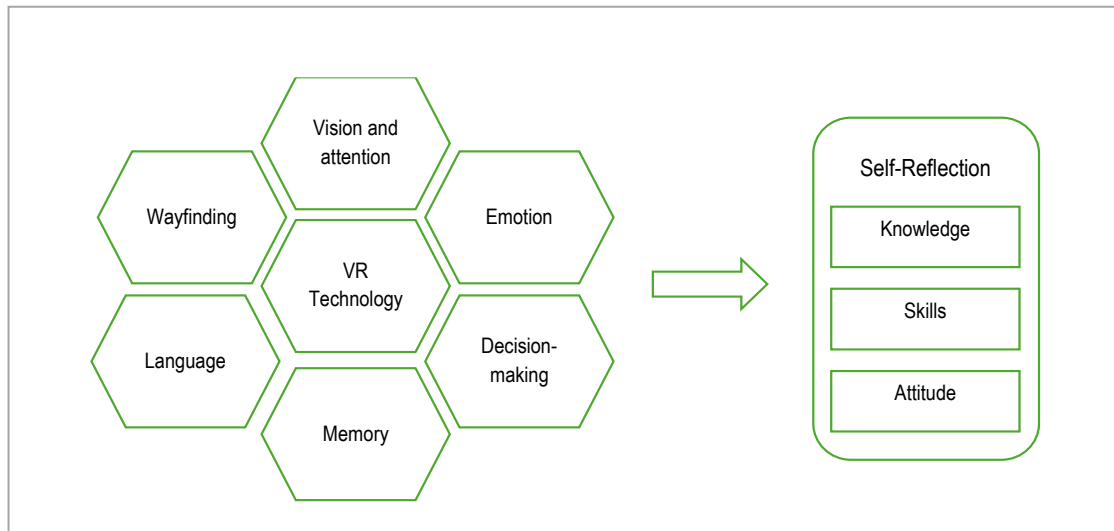 Vision and
attention
Wayfinding
Emotion
VR
Technology
Language
Decision-
making
Memory
Self-Reflection
Knowledge
Skills
Attitude